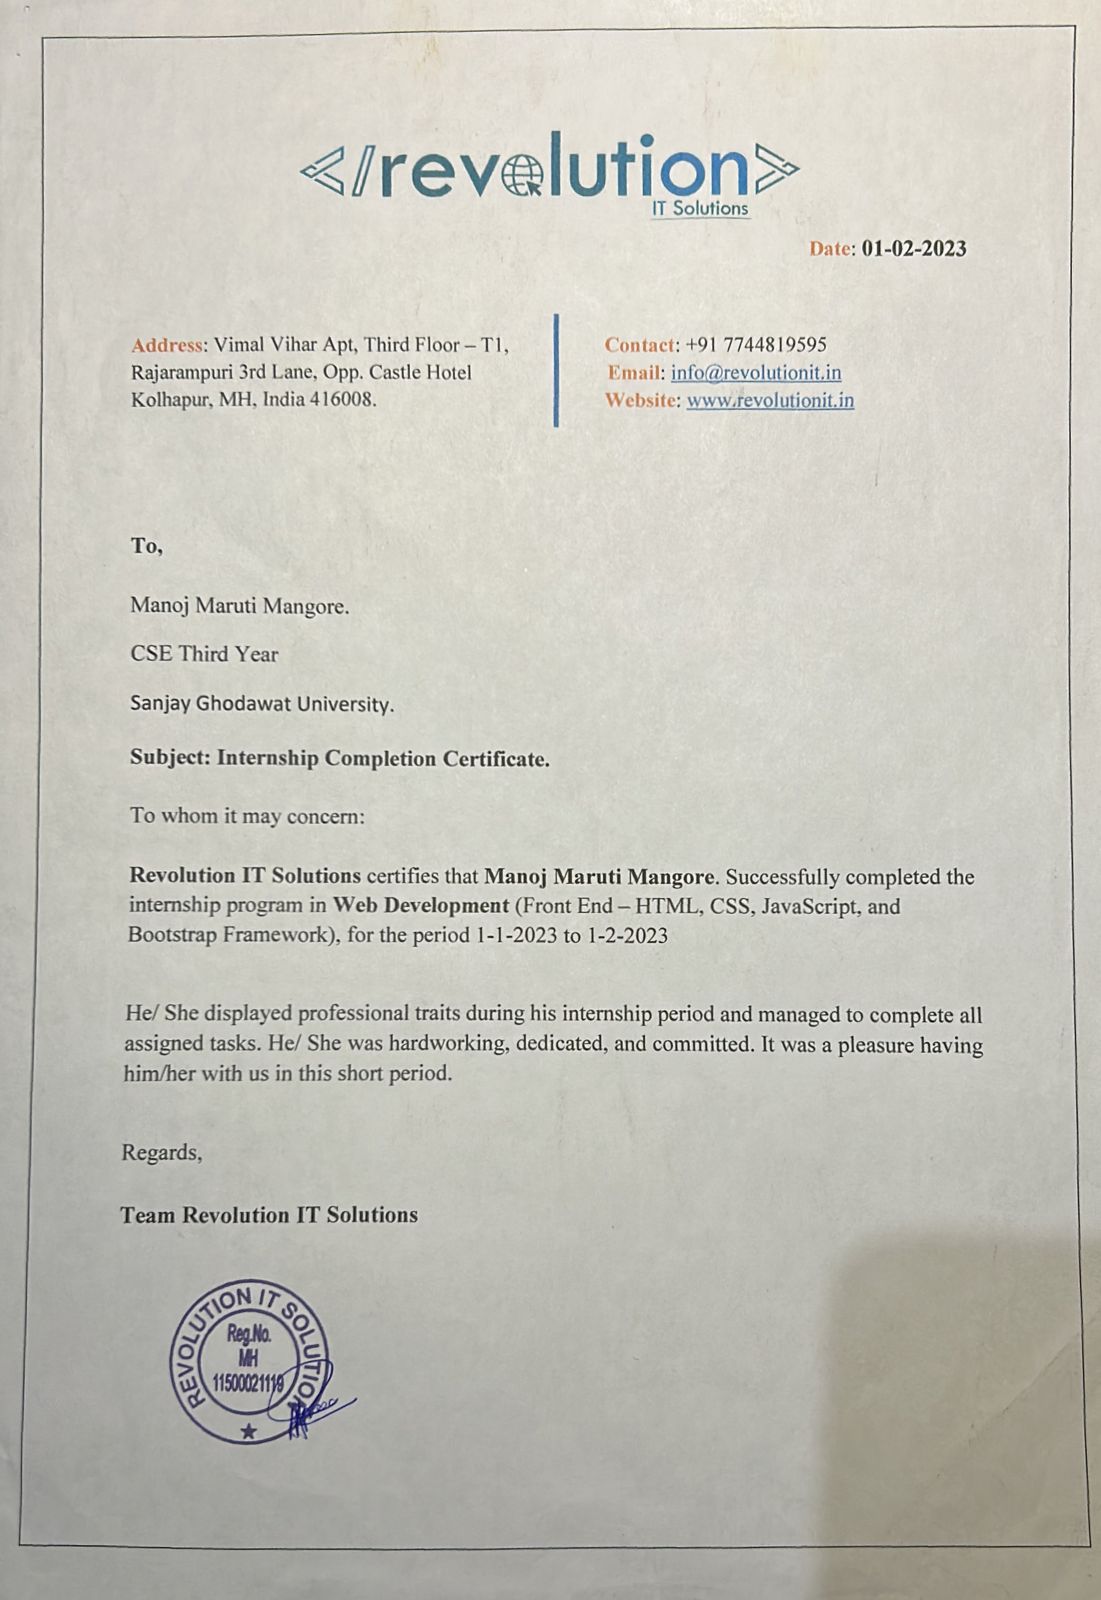 </revolution>
IT Solutions
Date: 01-02-2023
Address: Vimal Vihar Apt, Third Floor – T1,
Rajarampuri 3rd Lane, Opp. Castle Hotel
Kolhapur, MH, India 416008.
Contact: +91 7744819595
Email: info@revolutionit.in
Website: www.revolutionit.in
To,
Manoj Maruti Mangore.
CSE Third Year
Sanjay Ghodawat University.
Subject: Internship Completion Certificate.
To whom it may concern:
Revolution IT Solutions certifies that Manoj Maruti Mangore. Successfully completed the
internship program in Web Development (Front End – HTML, CSS, JavaScript, and
Bootstrap Framework), for the period 1-1-2023 to 1-2-2023
He/ She displayed professional traits during his internship period and managed to complete all
assigned tasks. He/ She was hardworking, dedicated, and committed. It was a pleasure having
him/her with us in this short period.
Regards,
Team Revolution IT Solutions
REVOLUTION IT SOLUTION
Reg.No.
MH
11500021119